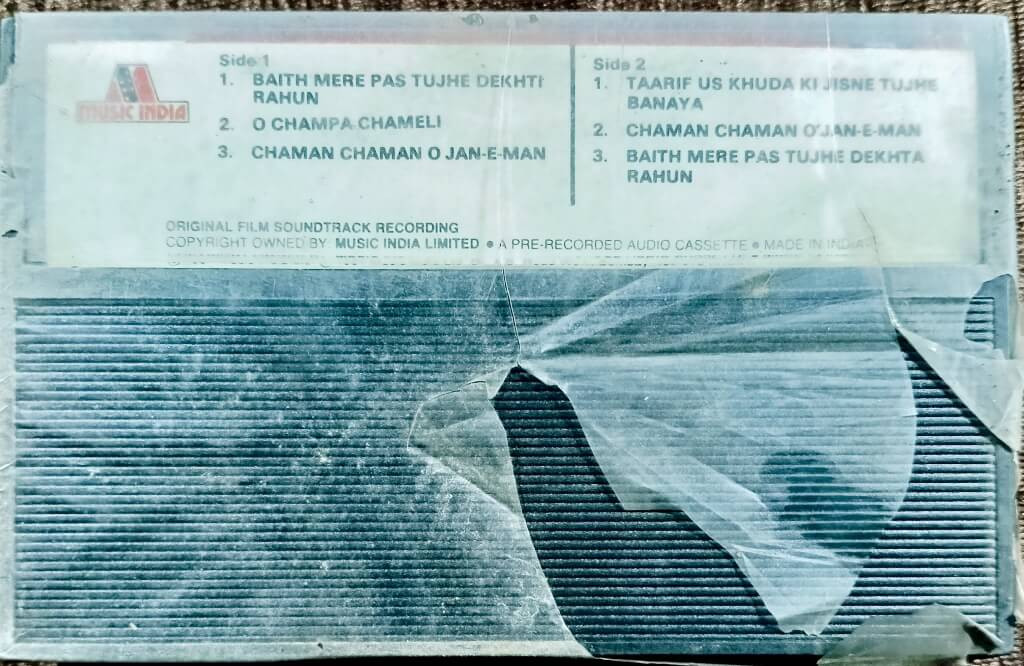 MUSIC INDIA
Side 1
1. BAITH MERE PAS TUJHE DEKHTI
RAHUN
2. O CHAMPA CHAMELI
3. CHAMAN CHAMAN O JAN-E-MAN
Side 2
1. TAARIF US KHUDA KI JISNE TUJHE
BANAYA
2. CHAMAN CHAMAN O JAN-E-MAN
3. BAITH MERE PAS TUJHE DEKHTA
RAHUN
ORIGINAL FILM SOUNDTRACK RECORDING
COPYRIGHT OWNED BY MUSIC INDIA LIMITED ● A PRE-RECORDED AUDIO CASSETTE ● MADE IN INDIA